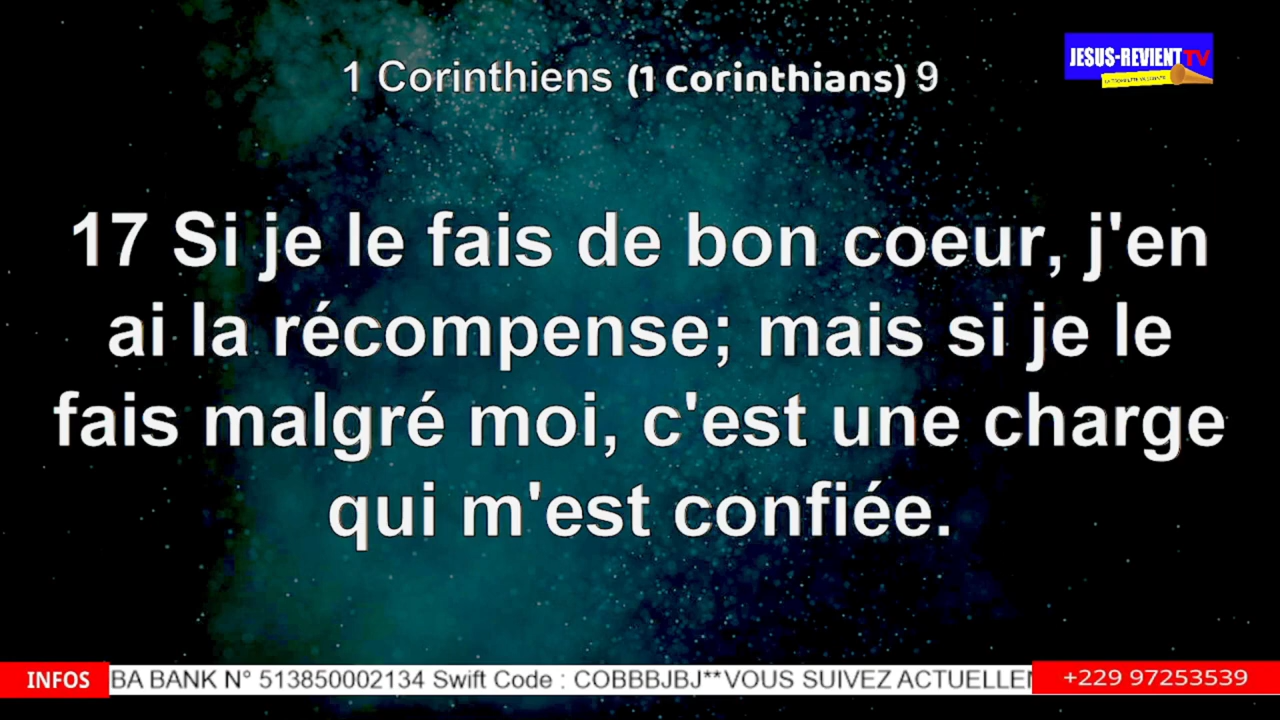 1 Corinthiens (1 Corinthians) 9
JESUS-REVIENT TV
17 Si je le fais de bon coeur, j'en
ai la récompense; mais si je le
fais malgré moi, c'est une charge
qui m'est confiée.
INFOS
BA BANK N° 513850002134 Swift Code : COBBBJBJ**VOUS SUIVEZ ACTUELLE
+229 97253539